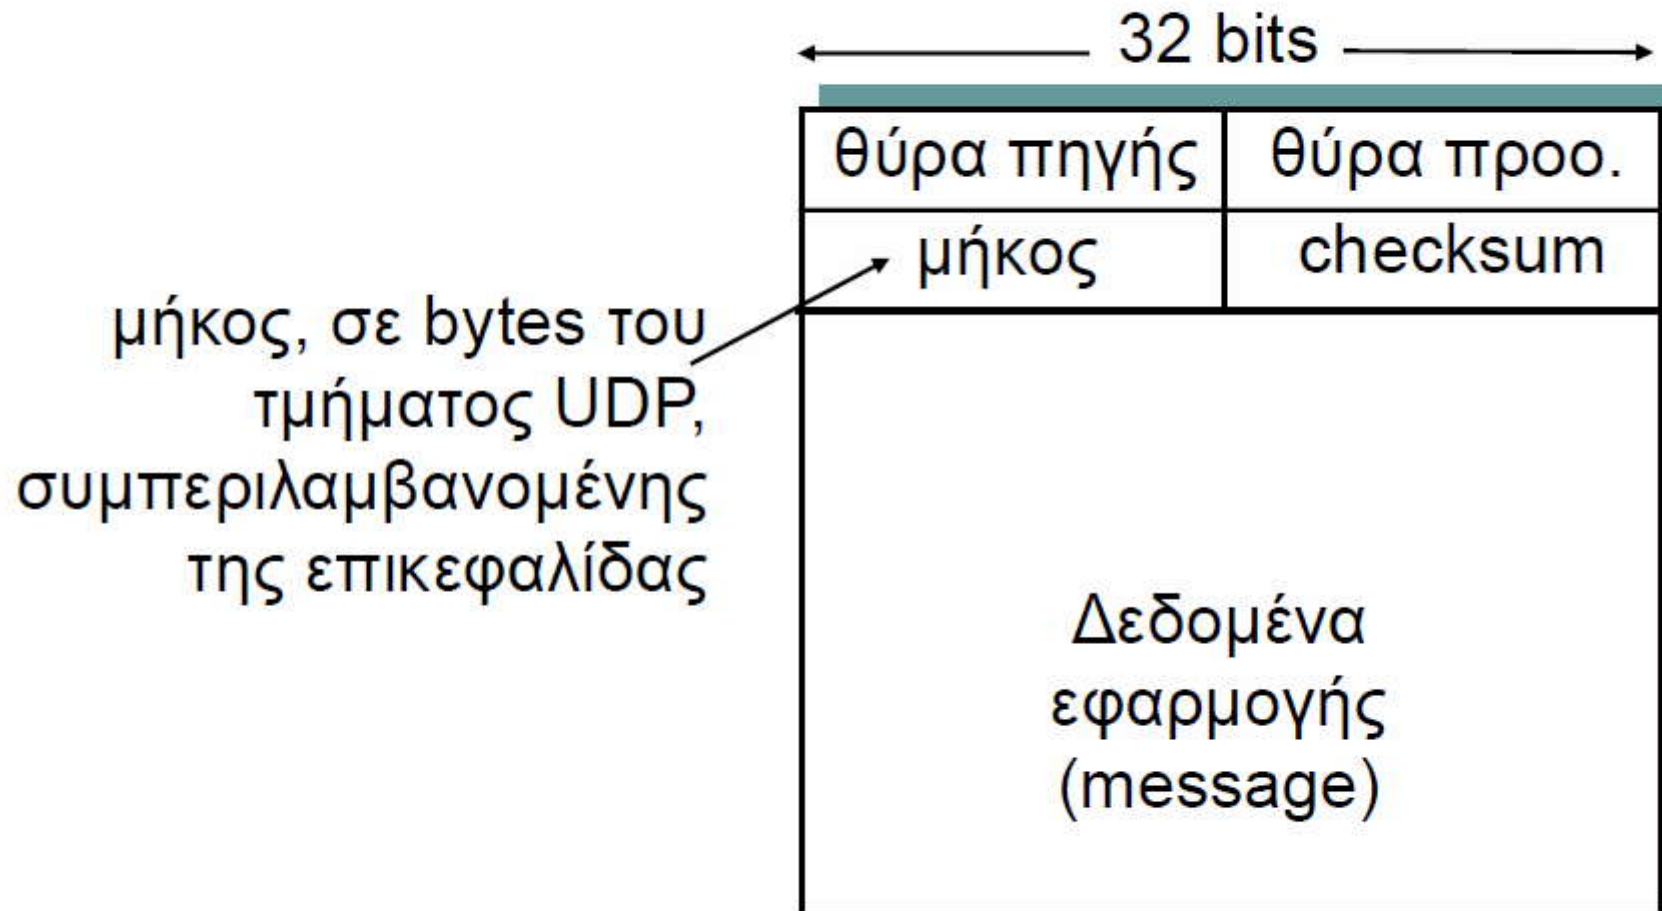 32 bits
θύρα πηγής
θύρα προο.
μήκος
checksum
μήκος, σε bytes του
τμήματος UDP,
συμπεριλαμβανομένης
της επικεφαλίδας
Δεδομένα
εφαρμογής
(message)